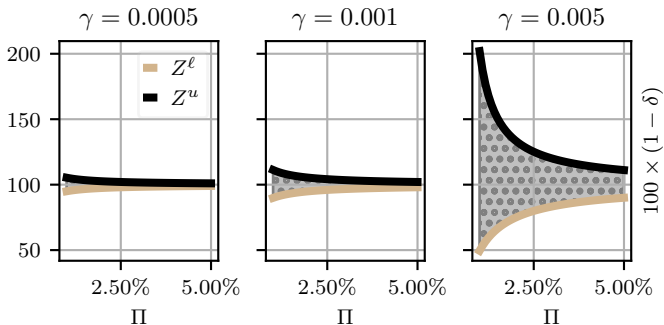 γ = 0.0005
γ = 0.001
γ = 0.005
200
150
100
50
Z^ℓ
Z^u
100 × (1 − δ)
2.50% 5.00%
2.50% 5.00%
2.50% 5.00%
Π
Π
Π